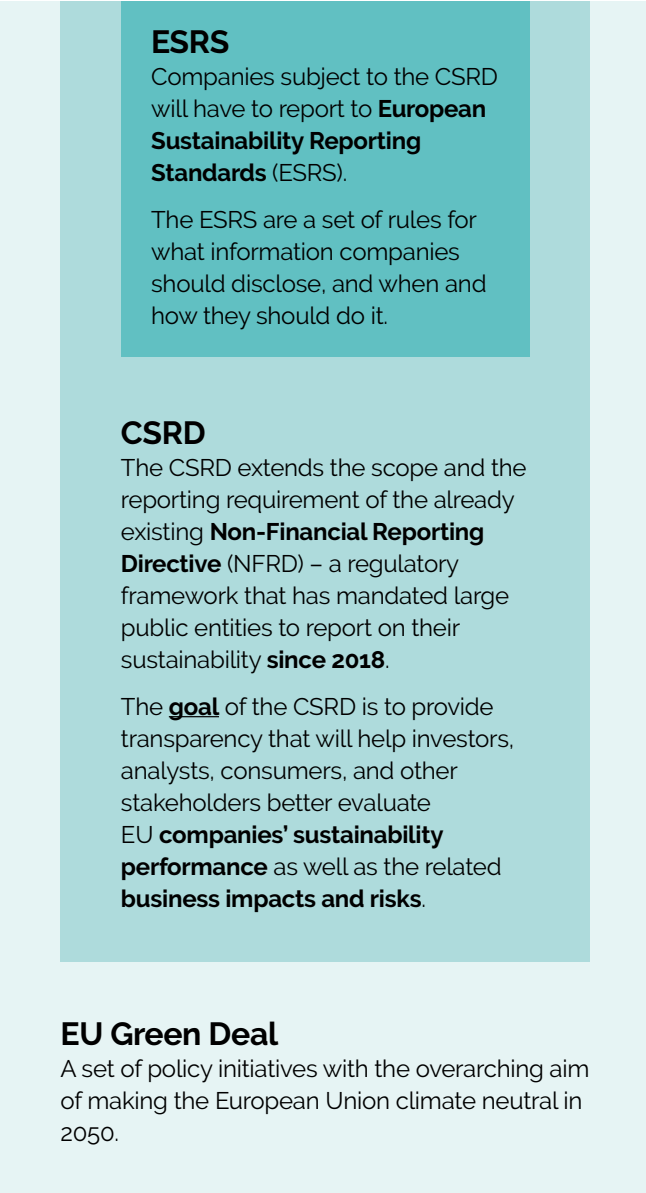 ESRS
Companies subject to the CSRD
will have to report to European
Sustainability Reporting
Standards (ESRS).
The ESRS are a set of rules for
what information companies
should disclose, and when and
how they should do it.
CSRD
The CSRD extends the scope and the
reporting requirement of the already
existing Non-Financial Reporting
Directive (NFRD) – a regulatory
framework that has mandated large
public entities to report on their
sustainability since 2018.
The goal of the CSRD is to provide
transparency that will help investors,
analysts, consumers, and other
stakeholders better evaluate
EU companies’ sustainability
performance as well as the related
business impacts and risks.
EU Green Deal
A set of policy initiatives with the overarching aim
of making the European Union climate neutral in
2050.